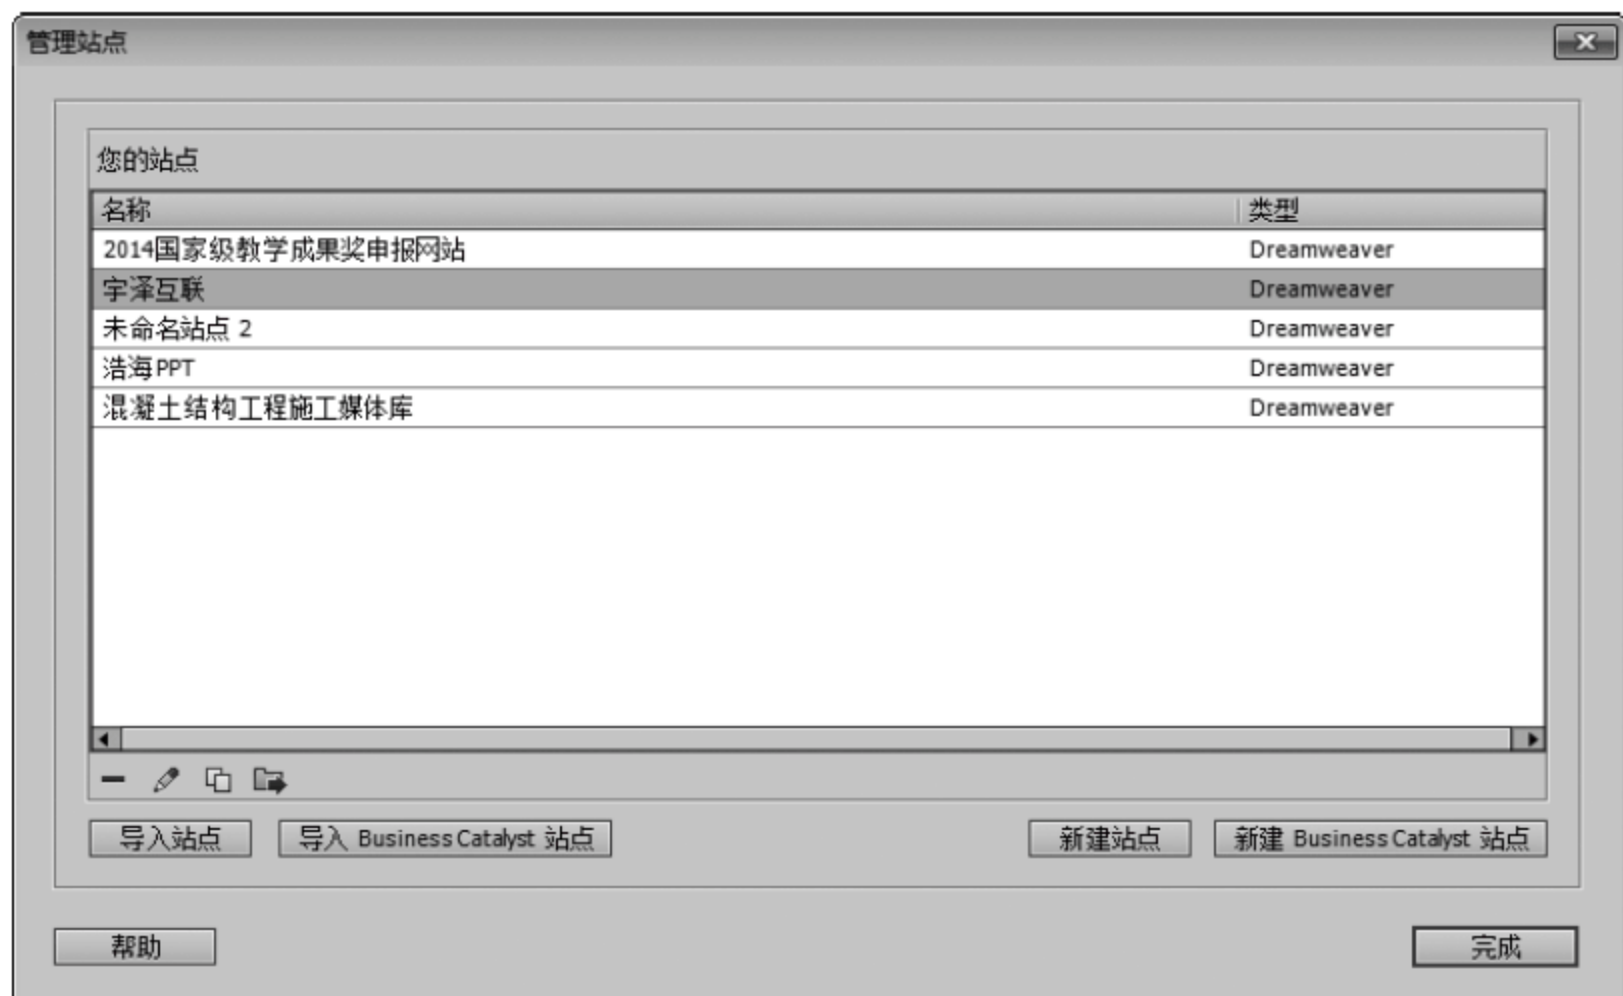 管理站点
您的站点
名称 类型
2014国家级教学成果奖申报网站 Dreamweaver
宇泽互联 Dreamweaver
未命名站点 2 Dreamweaver
浩海PPT Dreamweaver
混凝土结构工程施工媒体库 Dreamweaver
导入站点 导入 Business Catalyst 站点 新建站点 新建 Business Catalyst 站点
帮助 完成